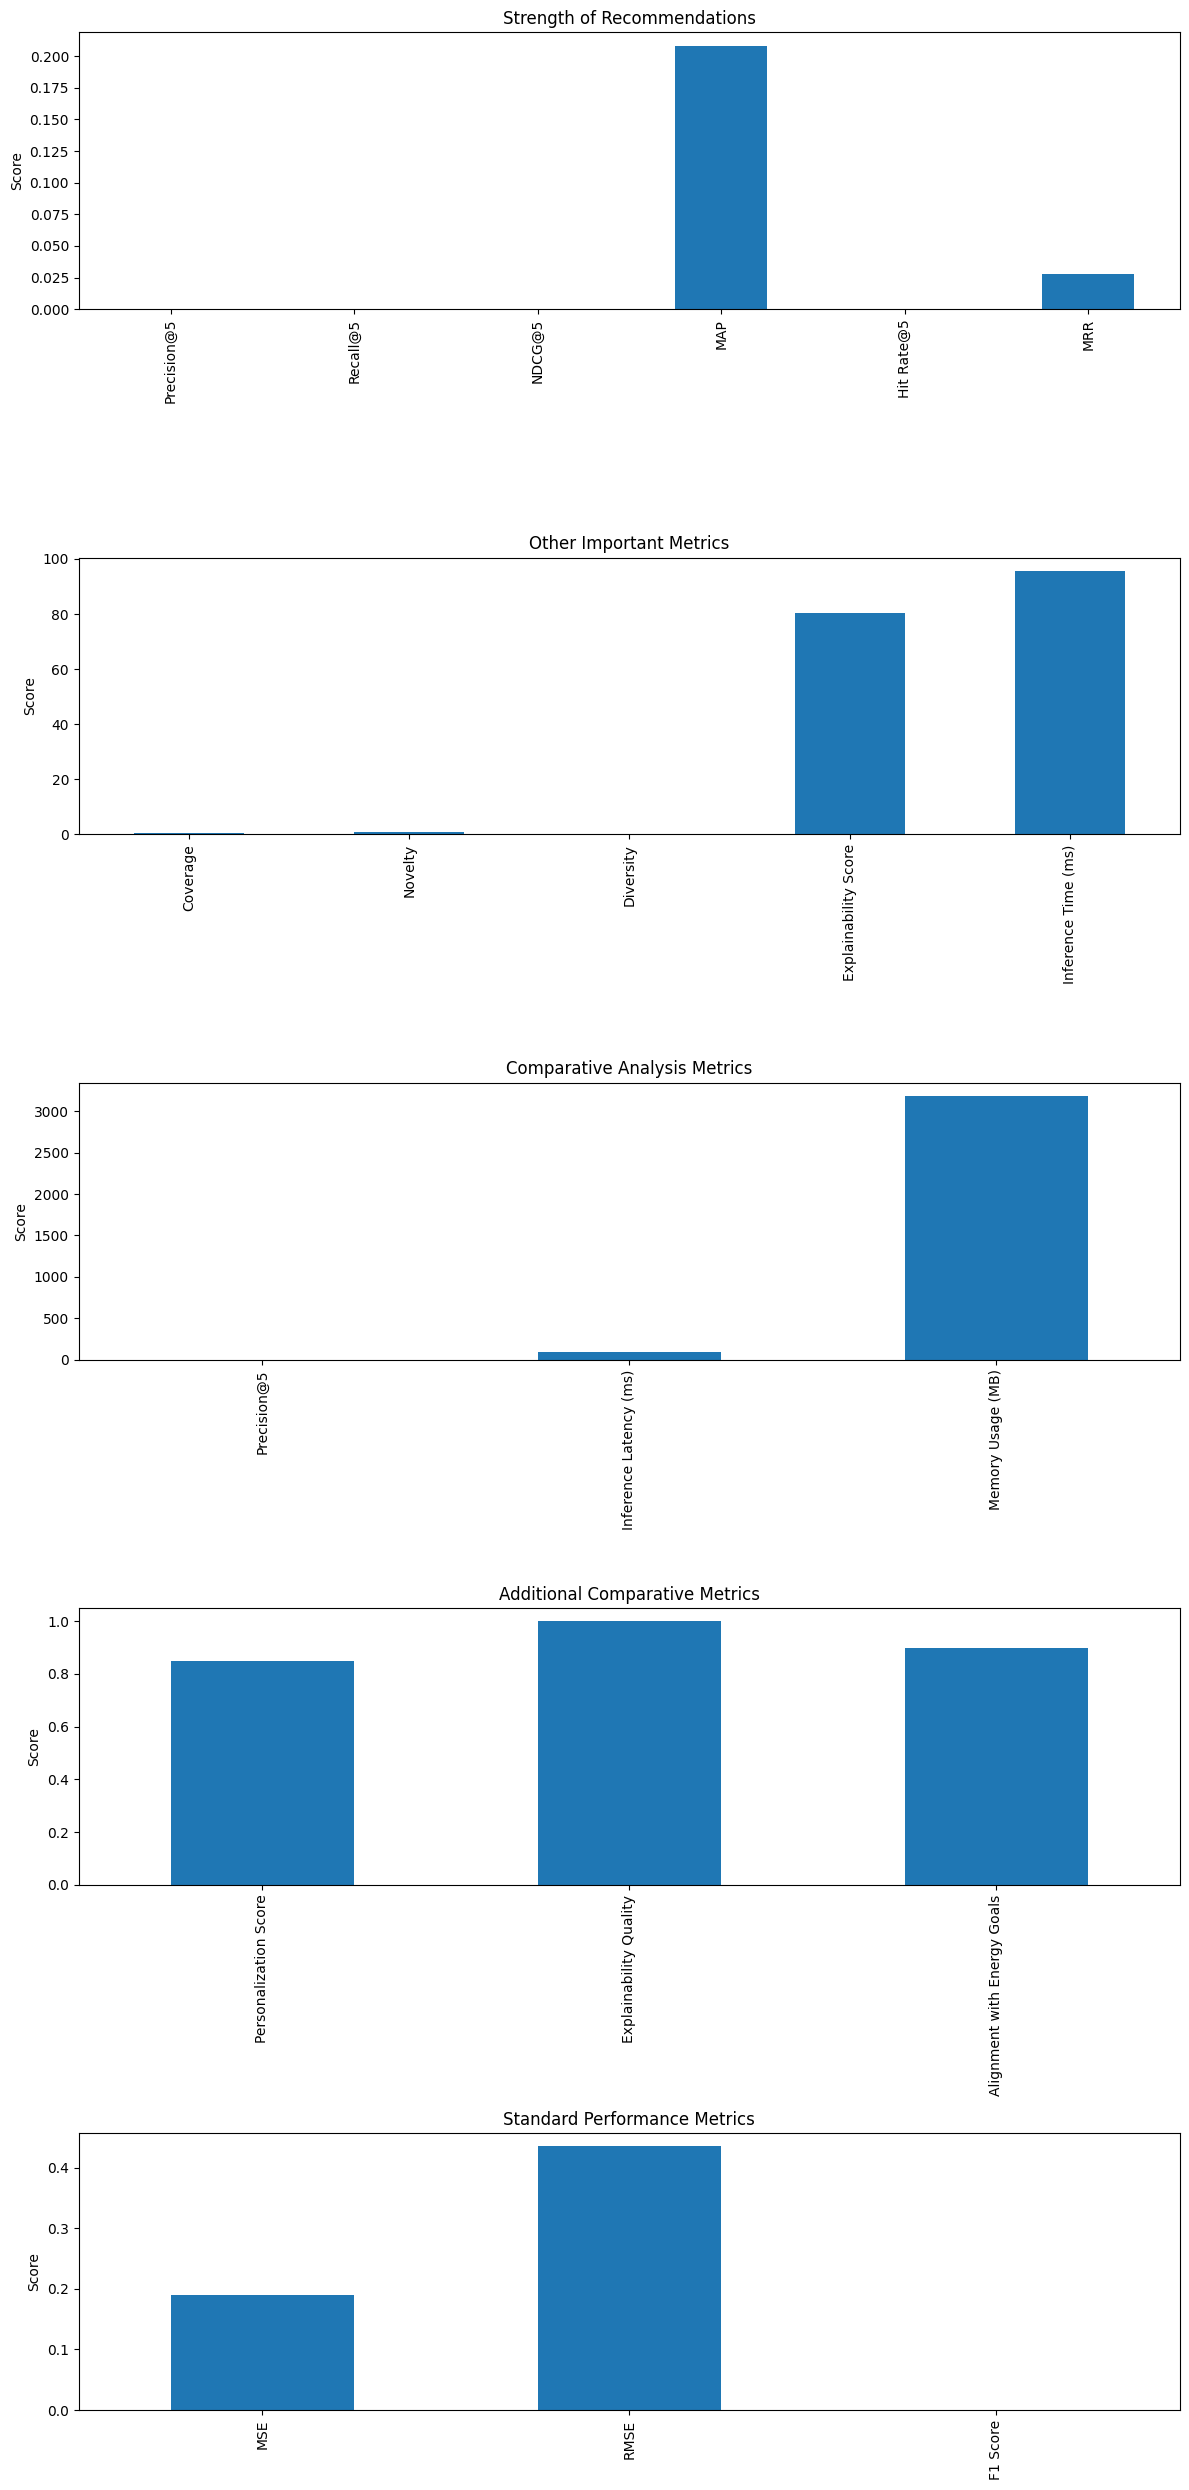 Strength of Recommendations
Score
0.200
0.175
0.150
0.125
0.100
0.075
0.050
0.025
0.000
Precision@5
Recall@5
NDCG@5
MAP
Hit Rate@5
MRR
Other Important Metrics
Score
100
80
60
40
20
0
Coverage
Novelty
Diversity
Explainability Score
Inference Time (ms)
Comparative Analysis Metrics
Score
3000
2500
2000
1500
1000
500
0
Precision@5
Inference Latency (ms)
Memory Usage (MB)
Additional Comparative Metrics
Score
1.0
0.8
0.6
0.4
0.2
0.0
Personalization Score
Explainability Quality
Alignment with Energy Goals
Standard Performance Metrics
Score
0.4
0.3
0.2
0.1
0.0
MSE
RMSE
F1 Score